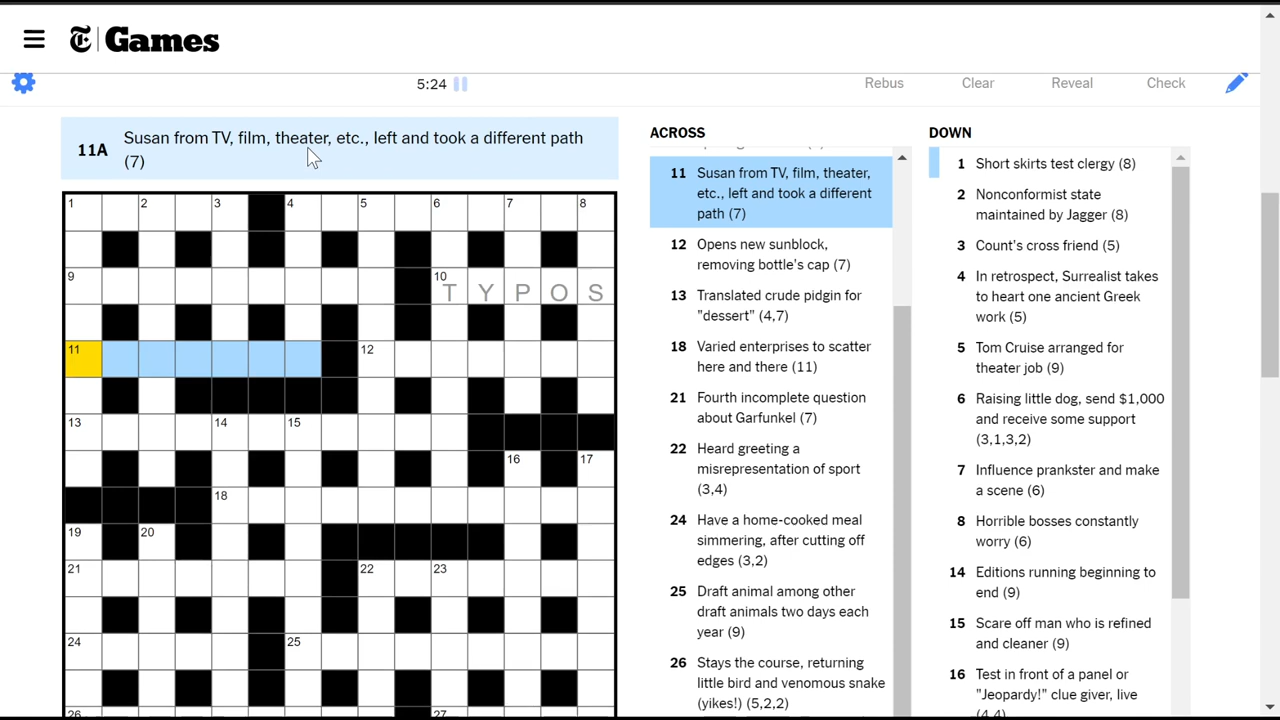 Games
5:24
Rebus
Clear
Reveal
Check
11A
Susan from TV, film, theater, etc., left and took a different path
(7)
1 2 3 4 5 6 7 8
9 10 T Y P O S
11 12
13 14 15
16 17
18
19 20
21 22 23
24 25
26 27
ACROSS
11 Susan from TV, film, theater,
etc., left and took a different
path (7)
12 Opens new sunblock,
removing bottle's cap (7)
13 Translated crude pidgin for
"dessert" (4,7)
18 Varied enterprises to scatter
here and there (11)
21 Fourth incomplete question
about Garfunkel (7)
22 Heard greeting a
misrepresentation of sport
(3,4)
24 Have a home-cooked meal
simmering, after cutting off
edges (3,2)
25 Draft animal among other
draft animals two days each
year (9)
26 Stays the course, returning
little bird and venomous snake
(yikes!) (5,2,2)
DOWN
1 Short skirts test clergy (8)
2 Nonconformist state
maintained by Jagger (8)
3 Count's cross friend (5)
4 In retrospect, Surrealist takes
to heart one ancient Greek
work (5)
5 Tom Cruise arranged for
theater job (9)
6 Raising little dog, send $1,000
and receive some support
(3,1,3,2)
7 Influence prankster and make
a scene (6)
8 Horrible bosses constantly
worry (6)
14 Editions running beginning to
end (9)
15 Scare off man who is refined
and cleaner (9)
16 Test in front of a panel or
"Jeopardy!" clue giver, live
(4,4)